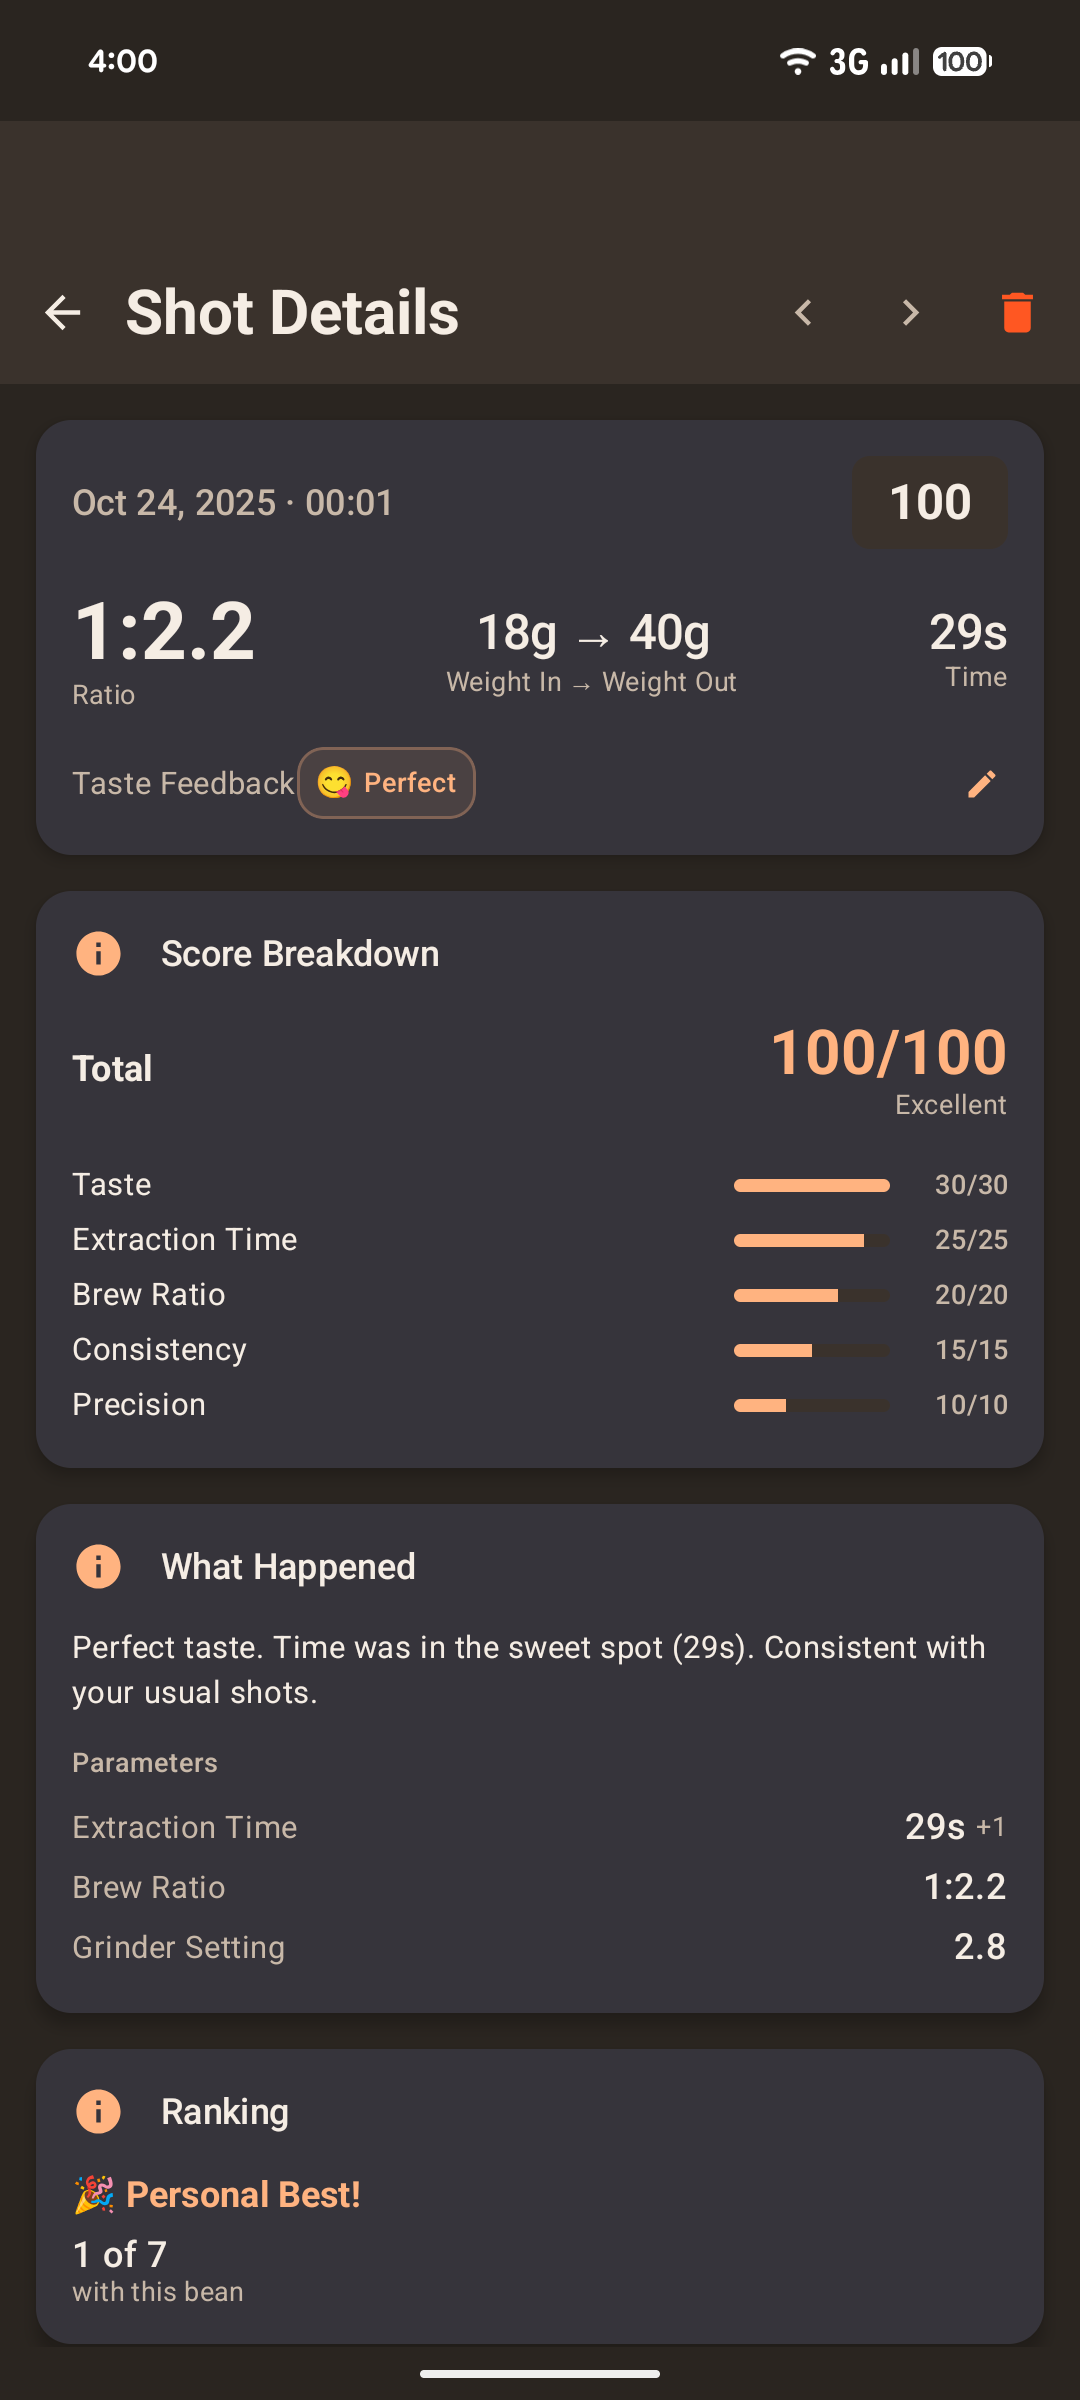 4:00
3G
100
Shot Details
Oct 24, 2025 · 00:01
100
1:2.2
Ratio
18g → 40g
Weight In → Weight Out
29s
Time
Taste Feedback
😋 Perfect
Score Breakdown
Total
100/100
Excellent
Taste
30/30
Extraction Time
25/25
Brew Ratio
20/20
Consistency
15/15
Precision
10/10
What Happened
Perfect taste. Time was in the sweet spot (29s). Consistent with
your usual shots.
Parameters
Extraction Time
29s +1
Brew Ratio
1:2.2
Grinder Setting
2.8
Ranking
🎉 Personal Best!
1 of 7
with this bean